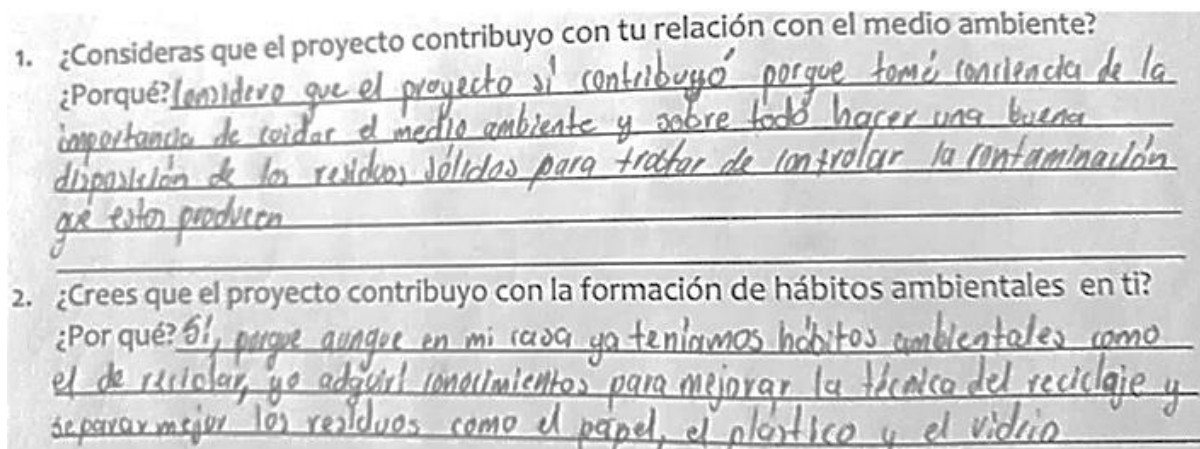 1. ¿Consideras que el proyecto contribuyo con tu relación con el medio ambiente?
¿Porqué? Considero que el proyecto si contribuyó porque tomé conciencia de la
importancia de cuidar el medio ambiente y sobre todo hacer una buena
disposición de los residuos sólidos para tratar de controlar la contaminación
que estos producen
2. ¿Crees que el proyecto contribuyo con la formación de hábitos ambientales en ti?
¿Por qué? Sí, porque aunque en mi casa ya teníamos hábitos ambientales como
el de reciclar, yo adquirí conocimientos para mejorar la técnica del reciclaje y
separar mejor los residuos como el papel, el plástico y el vidrio